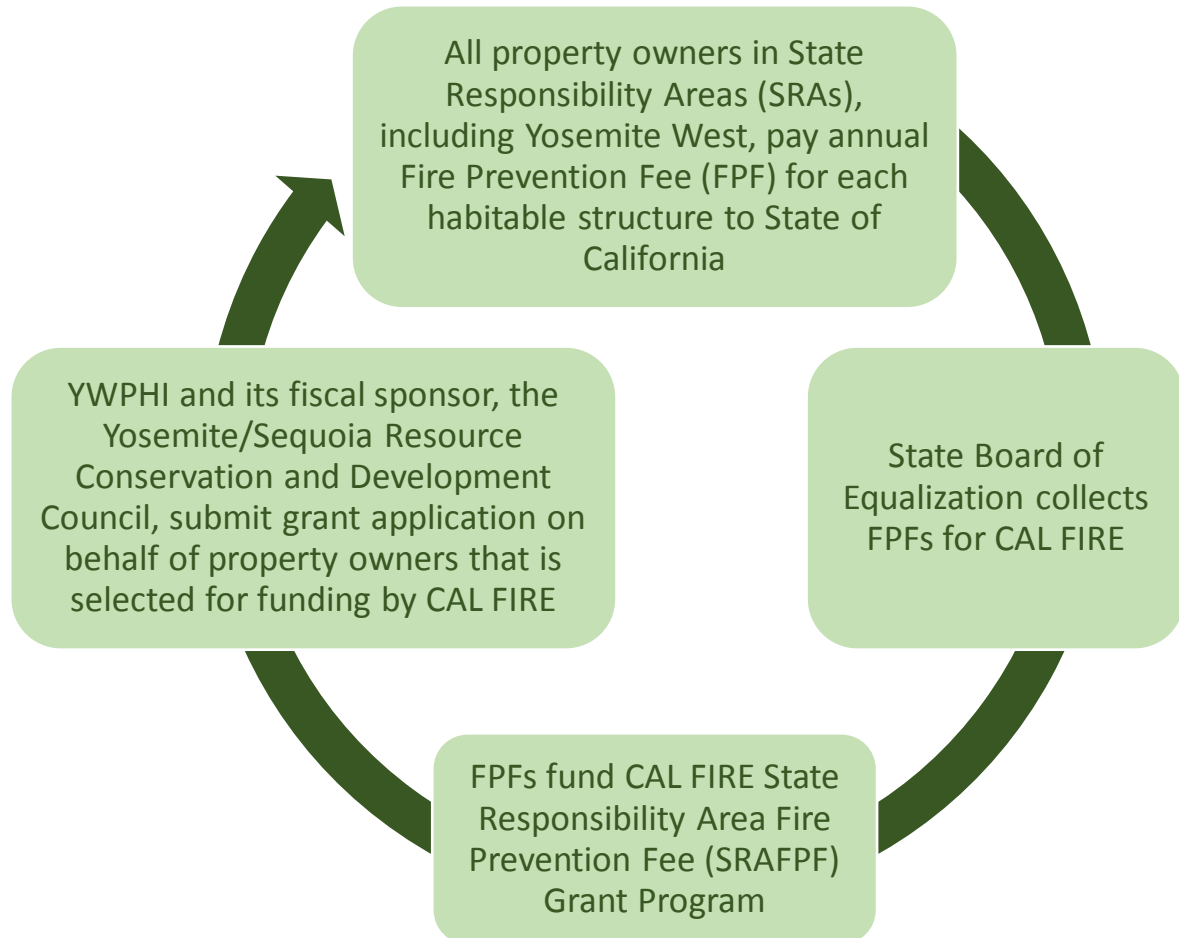 All property owners in State
Responsibility Areas (SRAs),
including Yosemite West, pay annual
Fire Prevention Fee (FPF) for each
habitable structure to State of
California
State Board of
Equalization collects
FPFs for CAL FIRE
FPFs fund CAL FIRE State
Responsibility Area Fire
Prevention Fee (SRAFPF)
Grant Program
YWPHI and its fiscal sponsor, the
Yosemite/Sequoia Resource
Conservation and Development
Council, submit grant application on
behalf of property owners that is
selected for funding by CAL FIRE